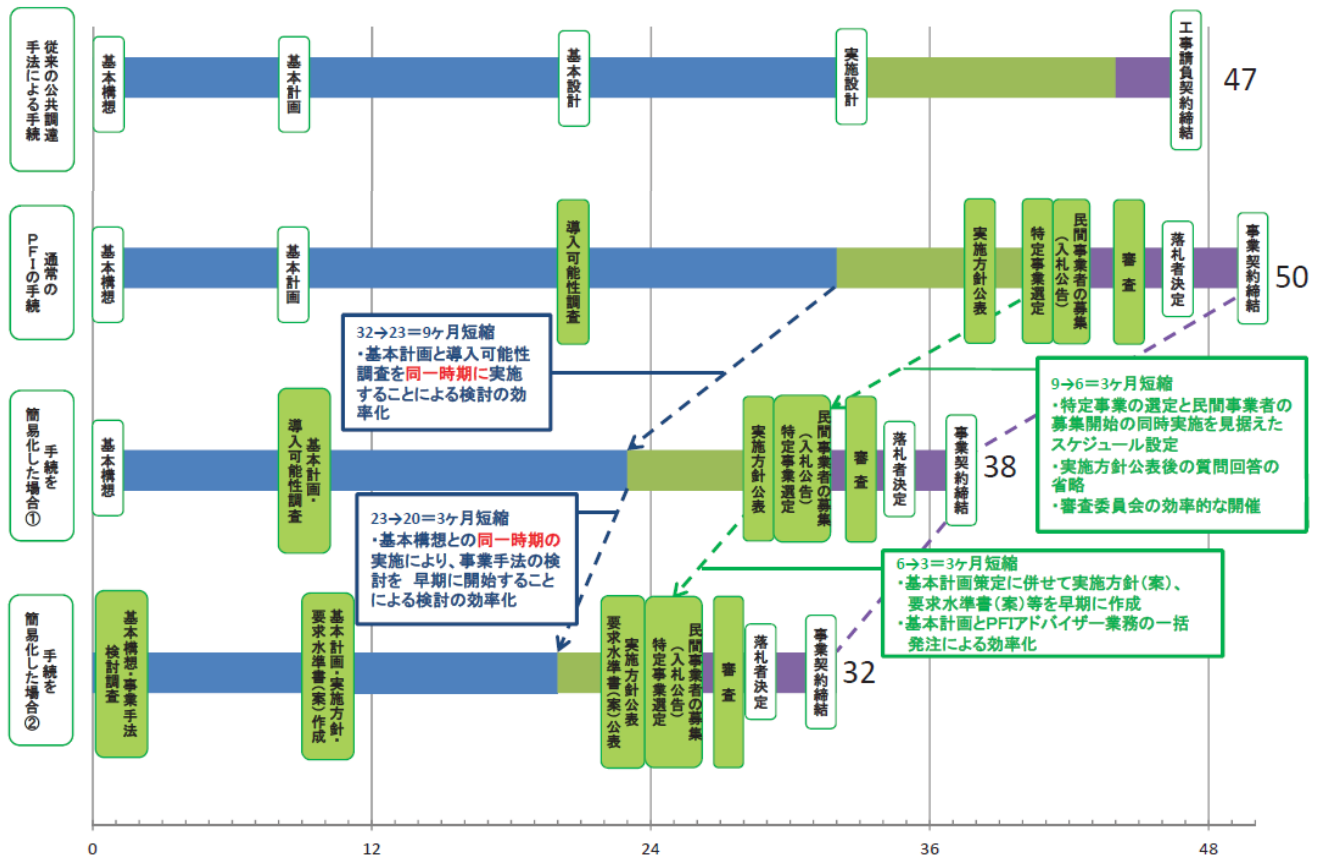 従来の公共調達
手法による手続
基本構想
基本計画
基本設計
実施設計
工事請負契約締結
47
通常の
PFIの手続
基本構想
基本計画
導入可能性調査
実施方針公表
特定事業選定
民間事業者の募集
(入札公告)
審査
落札者決定
事業契約締結
50
32→23=9ヶ月短縮
・基本計画と導入可能性
調査を同一時期に実施
することによる検討の効
率化
9→6=3ヶ月短縮
・特定事業の選定と民間事業者の
募集開始の同時実施を見据えた
スケジュール設定
・実施方針公表後の質問回答の
省略
・審査委員会の効率的な開催
手続を
簡易化した場合①
基本構想
基本計画・
導入可能性調査
実施方針公表
民間事業者の募集
(入札公告)
特定事業選定
審査
落札者決定
事業契約締結
38
23→20=3ヶ月短縮
・基本構想との同一時期の
実施により、事業手法の検
討を 早期に開始すること
による検討の効率化
6→3=3ヶ月短縮
・基本計画策定に併せて実施方針(案)、
要求水準書(案)等を早期に作成
・基本計画とPFIアドバイザー業務の一括
発注による効率化
手続を
簡易化した場合②
基本構想・事業手法
検討調査
基本計画・実施方針・
要求水準書(案)作成
実施方針公表
要求水準書(案)公表
民間事業者の募集
(入札公告)
特定事業選定
審査
落札者決定
事業契約締結
32
0
12
24
36
48